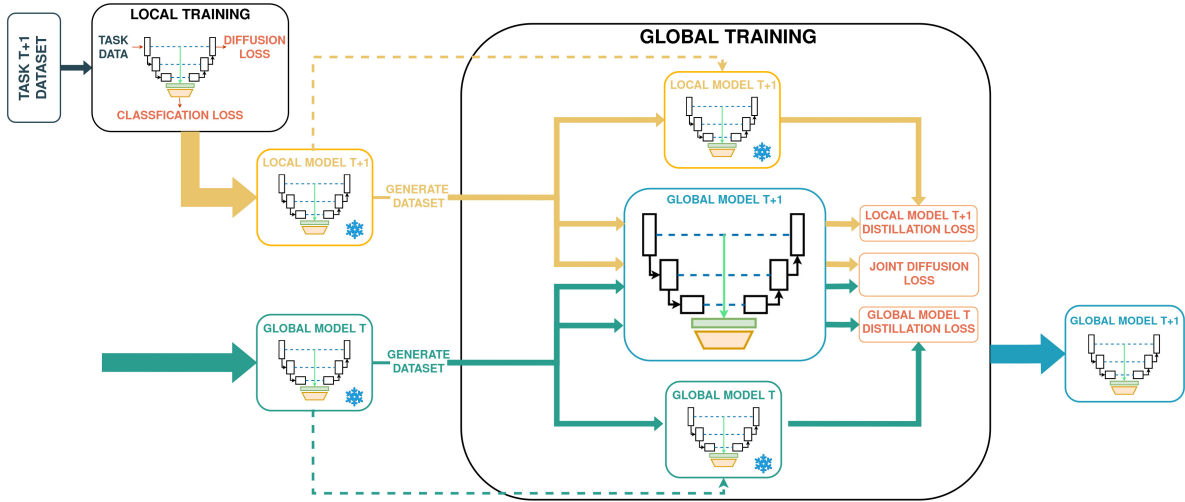 TASK T+1
DATASET
LOCAL TRAINING
TASK
DATA
DIFFUSION
LOSS
CLASSFICATION LOSS
GLOBAL TRAINING
LOCAL MODEL T+1
LOCAL MODEL T+1
GENERATE
DATASET
GLOBAL MODEL T+1
LOCAL MODEL T+1
DISTILLATION LOSS
JOINT DIFFUSION
LOSS
GLOBAL MODEL T
DISTILLATION LOSS
GLOBAL MODEL T
GENERATE
DATASET
GLOBAL MODEL T
GLOBAL MODEL T+1